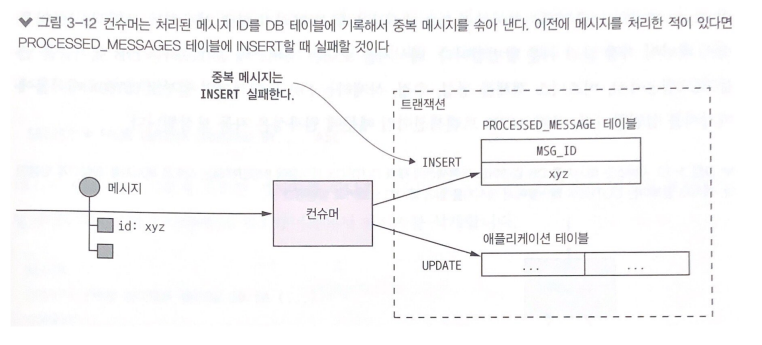 그림 3-12 컨슈머는 처리된 메시지 ID를 DB 테이블에 기록해서 중복 메시지를 솎아 낸다. 이전에 메시지를 처리한 적이 있다면
PROCESSED_MESSAGES 테이블에 INSERT할 때 실패할 것이다
중복 메시지는
INSERT 실패한다.
트랜잭션
PROCESSED_MESSAGE 테이블
MSG_ID
xyz
INSERT
메시지
id: xyz
컨슈머
애플리케이션 테이블
UPDATE
... ...